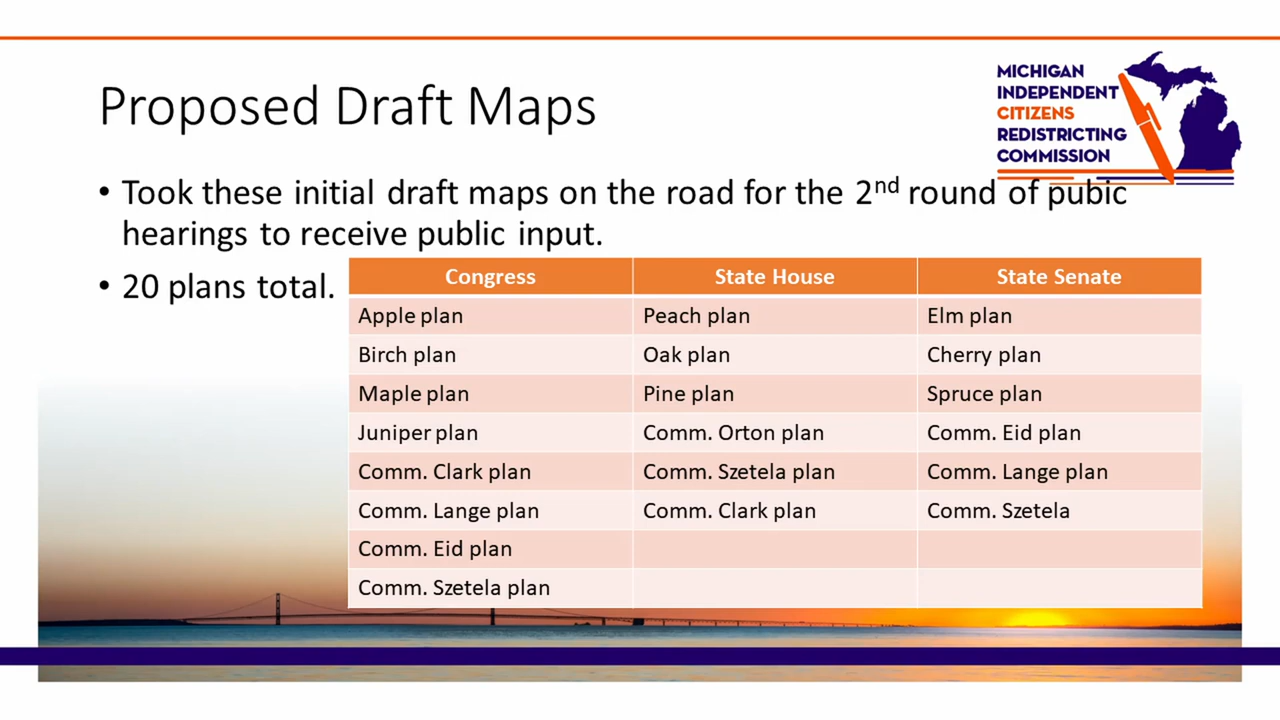 Proposed Draft Maps
MICHIGAN
INDEPENDENT
CITIZENS
REDISTRICTING
COMMISSION
• Took these initial draft maps on the road for the 2nd round of pubic
hearings to receive public input.
• 20 plans total.
Congress State House State Senate
Apple plan Peach plan Elm plan
Birch plan Oak plan Cherry plan
Maple plan Pine plan Spruce plan
Juniper plan Comm. Orton plan Comm. Eid plan
Comm. Clark plan Comm. Szetela plan Comm. Lange plan
Comm. Lange plan Comm. Clark plan Comm. Szetela
Comm. Eid plan
Comm. Szetela plan